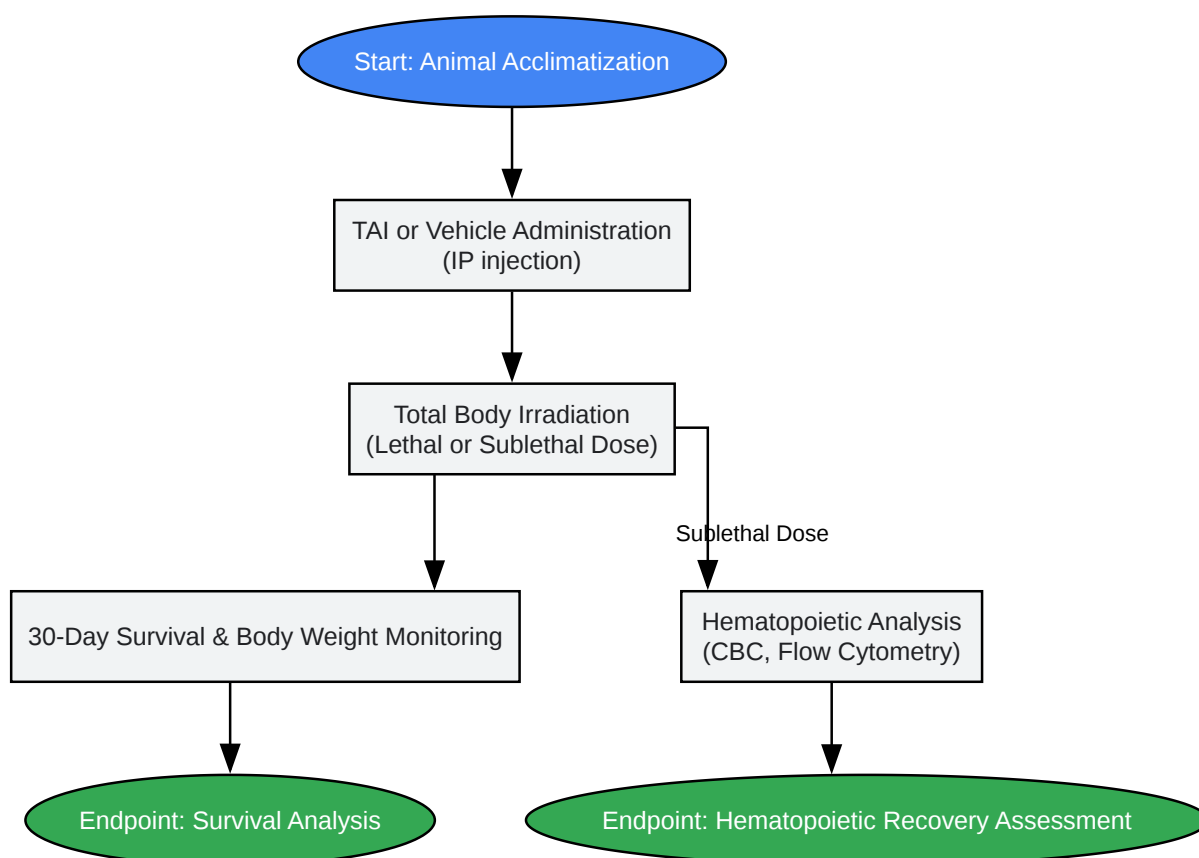 Start: Animal Acclimatization
TAI or Vehicle Administration
(IP injection)
Total Body Irradiation
(Lethal or Sublethal Dose)
Sublethal Dose
30-Day Survival & Body Weight Monitoring
Hematopoietic Analysis
(CBC, Flow Cytometry)
Endpoint: Survival Analysis
Endpoint: Hematopoietic Recovery Assessment